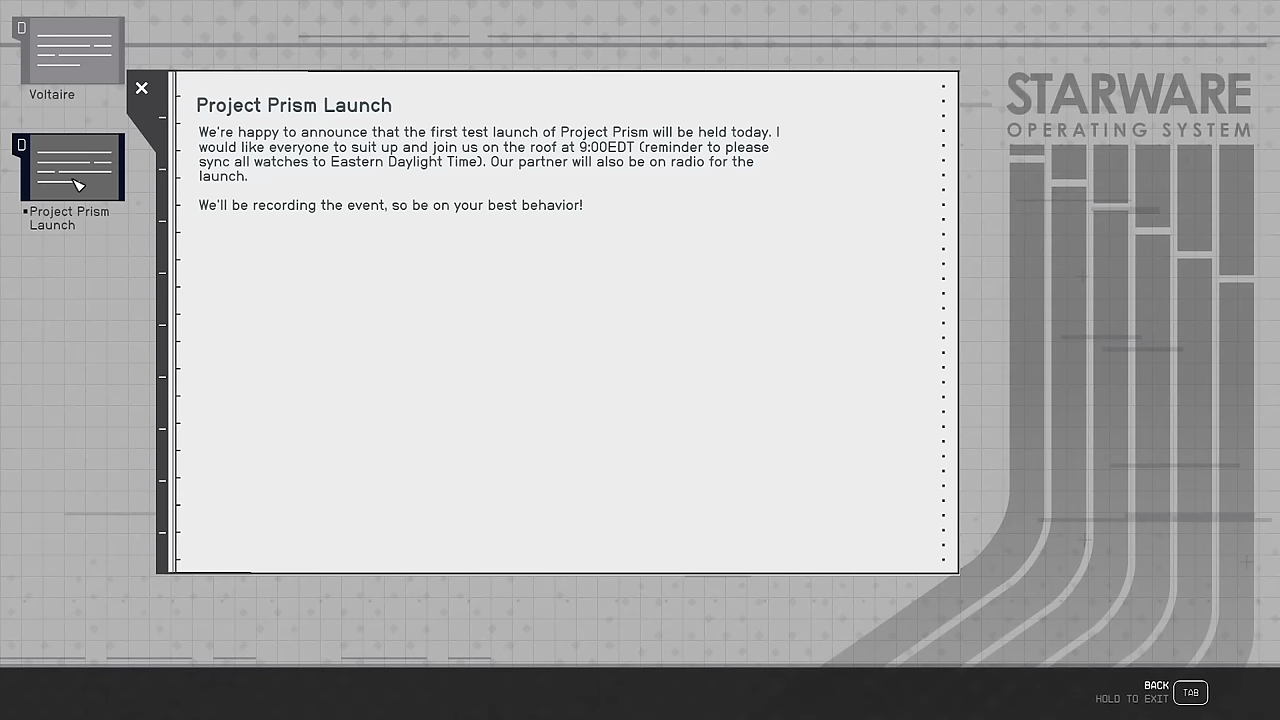 D
Voltaire
D
▪Project Prism
Launch
Project Prism Launch
We're happy to announce that the first test launch of Project Prism will be held today. I
would like everyone to suit up and join us on the roof at 9:00EDT (reminder to please
sync all watches to Eastern Daylight Time). Our partner will also be on radio for the
launch.
We'll be recording the event, so be on your best behavior!
STARWARE
OPERATING SYSTEM
BACK
HOLD TO EXIT
TAB